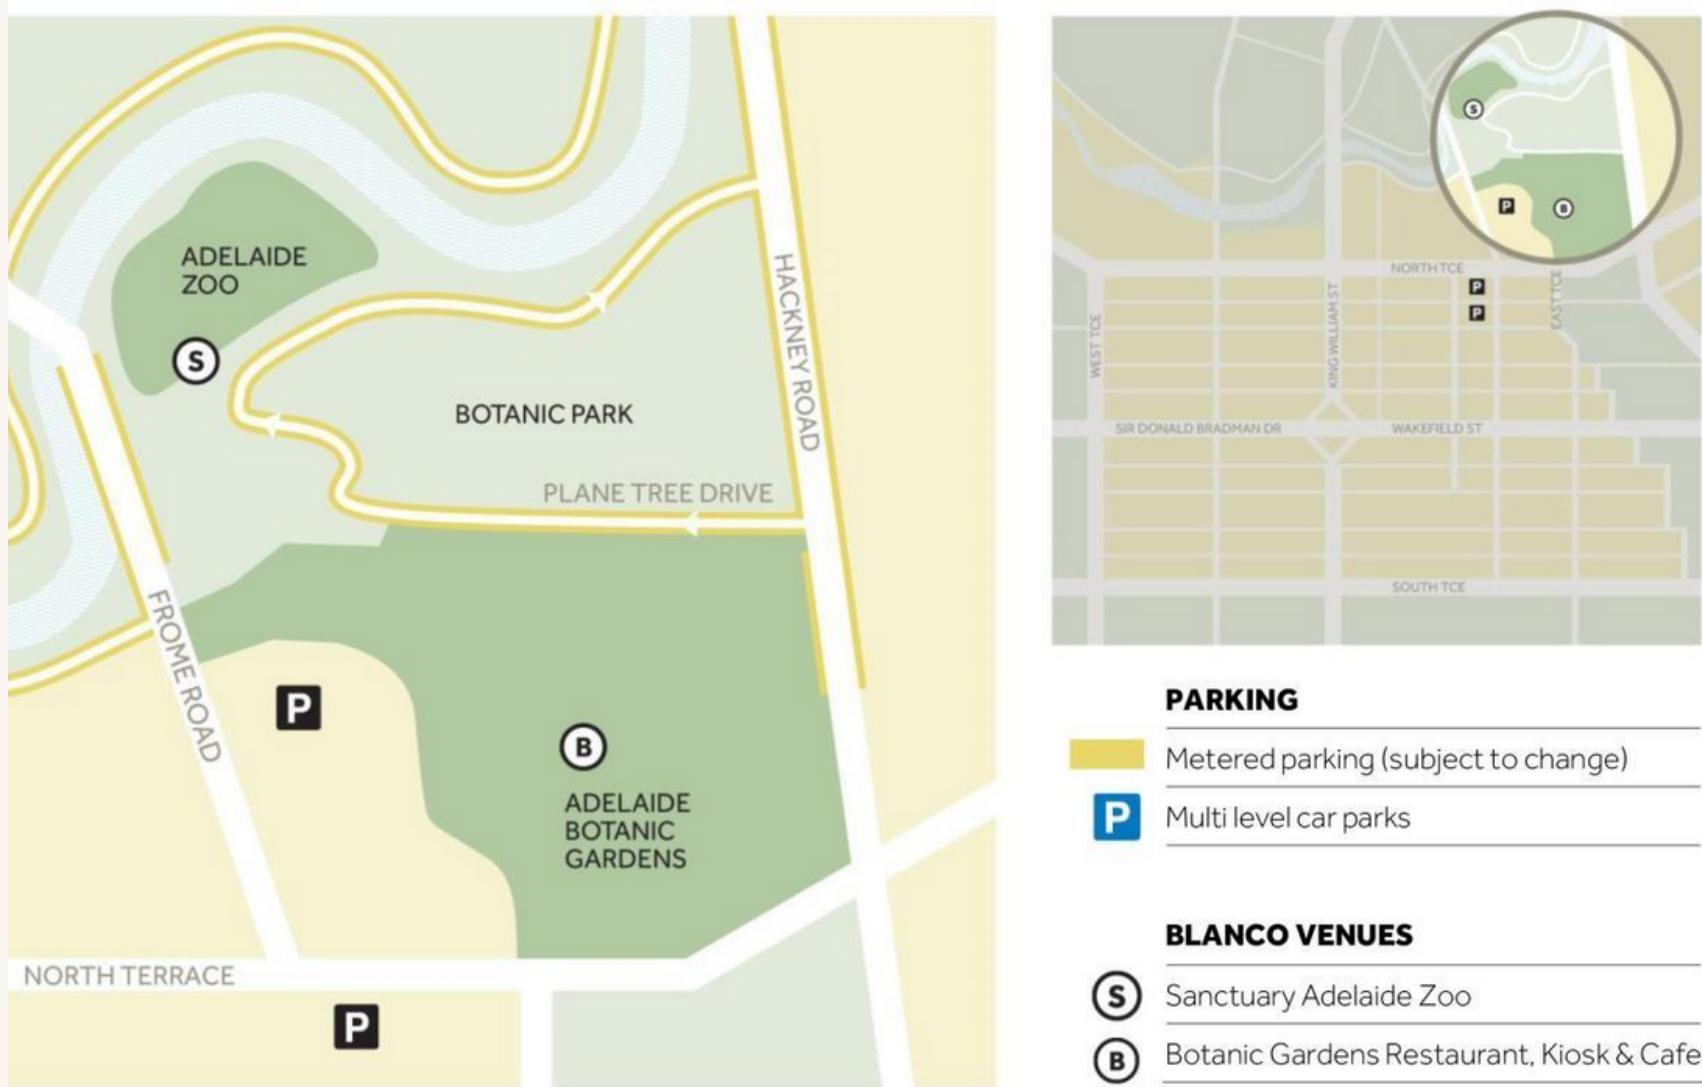 ADELAIDE
ZOO
S
BOTANIC PARK
HACKNEY ROAD
PLANE TREE DRIVE
FROME ROAD
P
B
ADELAIDE
BOTANIC
GARDENS
NORTH TERRACE
P
S
P
B
NORTH TCE
P
P
EAST TCE
WEST TCE
KING WILLIAM ST
SIR DONALD BRADMAN DR
WAKEFIELD ST
SOUTH TCE
PARKING
Metered parking (subject to change)
P Multi level car parks
BLANCO VENUES
S Sanctuary Adelaide Zoo
B Botanic Gardens Restaurant, Kiosk & Cafe